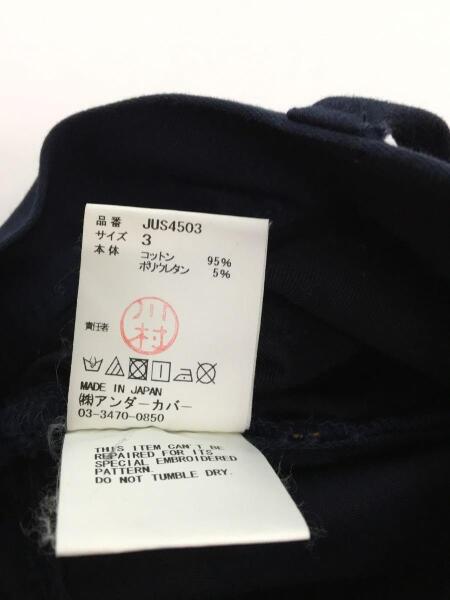 品番 JUS4503
サイズ 3
本体 コットン 95%
ポリウレタン 5%
責任者 川村
MADE IN JAPAN
(株)アンダーカバー
03-3470-0850
THIS ITEM CAN'T BE
REPAIRED FOR ITS
SPECIAL EMBROIDERED
PATTERN.
DO NOT TUMBLE DRY.